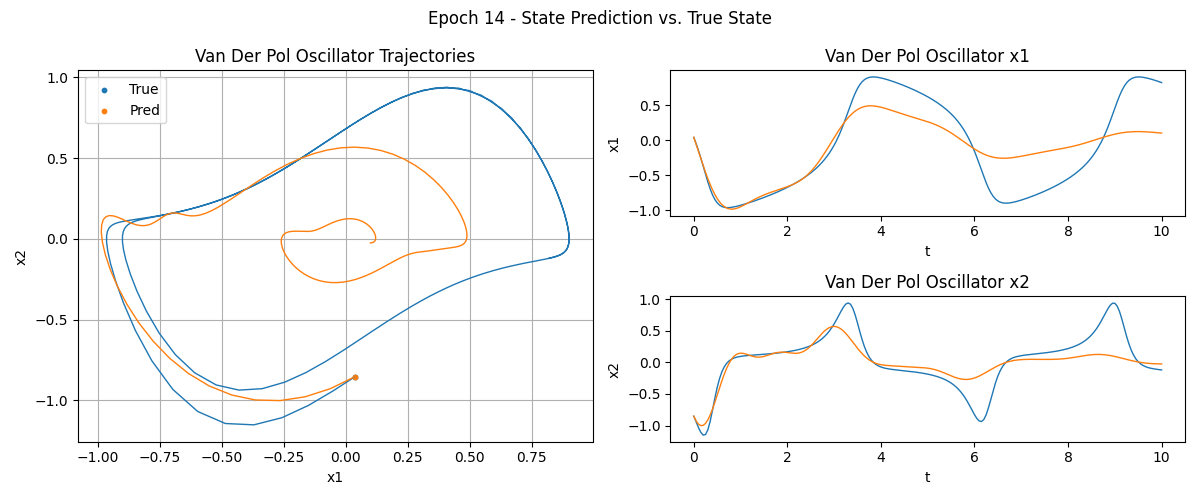 Epoch 14 - State Prediction vs. True State
Van Der Pol Oscillator Trajectories
True
Pred
1.0
0.5
0.0
−0.5
−1.0
x2
−1.00
−0.75
−0.50
−0.25
0.00
0.25
0.50
0.75
x1
Van Der Pol Oscillator x1
0.5
0.0
−0.5
−1.0
x1
0
2
4
6
8
10
t
Van Der Pol Oscillator x2
1.0
0.5
0.0
−0.5
−1.0
x2
0
2
4
6
8
10
t